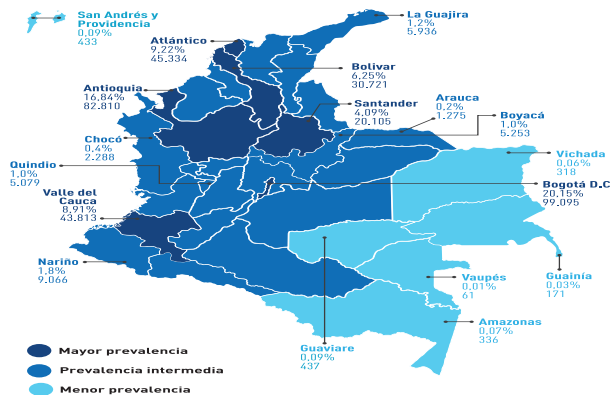 San Andrés y
Providencia
0,09%
433
La Guajira
1,2%
5.936
Atlántico
9,22%
45.334
Bolivar
6,25%
30.721
Antioquia
16,84%
82.810
Santander
4,09%
20.105
Arauca
0,2%
1.275
Boyacá
1,0%
5.253
Chocó
0,4%
2.288
Vichada
0,06%
318
Quindio
1,0%
5.079
Bogotá D.C
20,15%
99.095
Valle del
Cauca
8,91%
43.813
Nariño
1,8%
9.066
Vaupés
0,01%
61
Guainía
0,03%
171
Amazonas
0,07%
336
Guaviare
0,09%
437
Mayor prevalencia
Prevalencia intermedia
Menor prevalencia